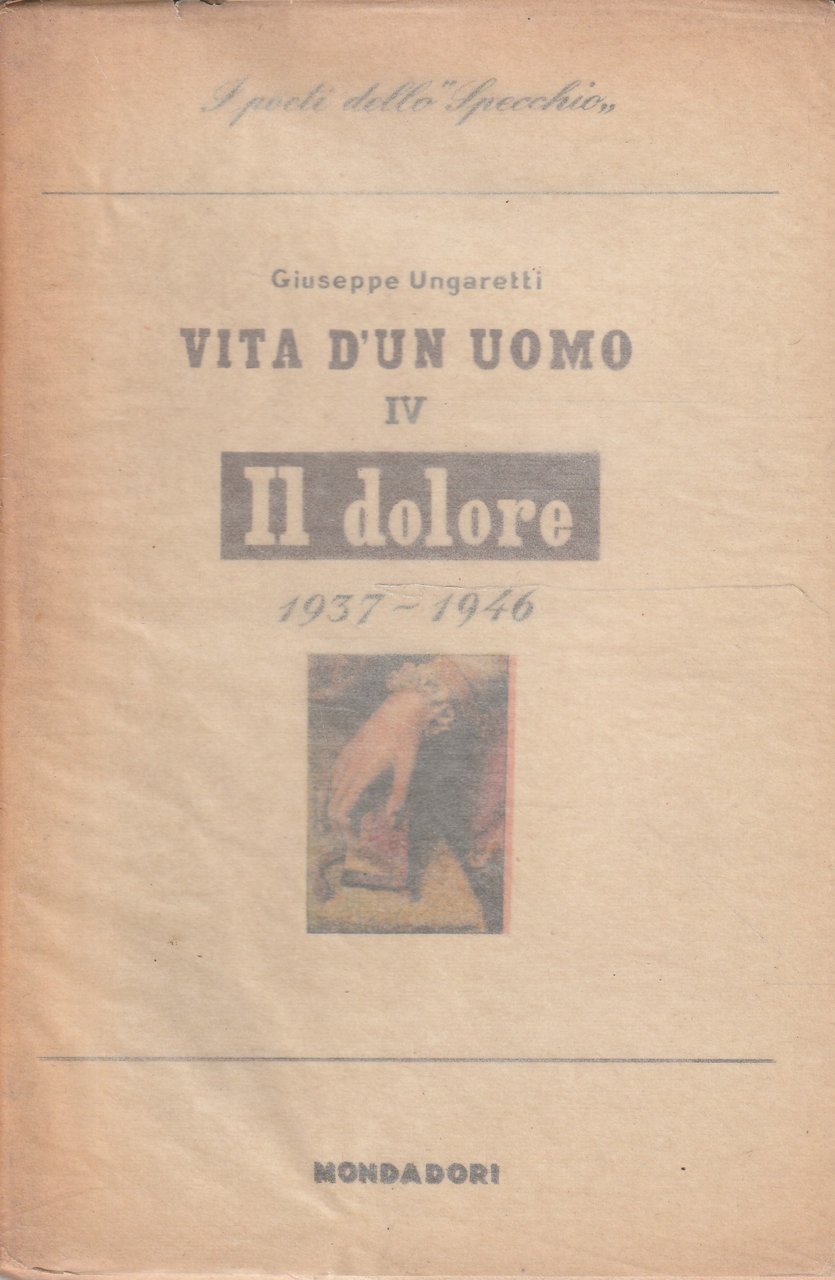 I poeti dello "Specchio„
Giuseppe Ungaretti
VITA D'UN UOMO
IV
Il dolore
1937-1946
MONDADORI